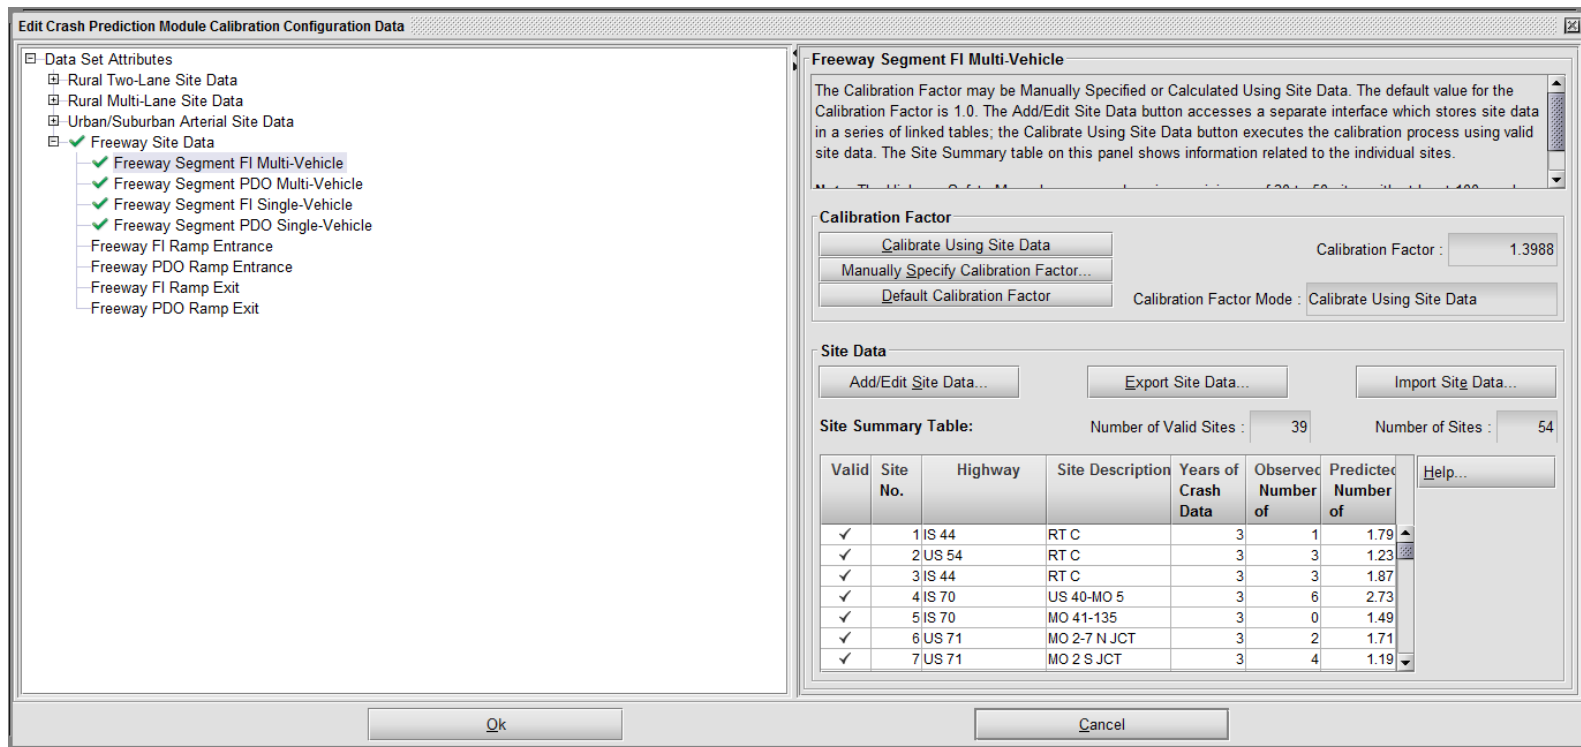 Edit Crash Prediction Module Calibration Configuration Data
Data Set Attributes
Rural Two-Lane Site Data
Rural Multi-Lane Site Data
Urban/Suburban Arterial Site Data
Freeway Site Data
Freeway Segment FI Multi-Vehicle
Freeway Segment PDO Multi-Vehicle
Freeway Segment FI Single-Vehicle
Freeway Segment PDO Single-Vehicle
Freeway FI Ramp Entrance
Freeway PDO Ramp Entrance
Freeway FI Ramp Exit
Freeway PDO Ramp Exit
Freeway Segment FI Multi-Vehicle
The Calibration Factor may be Manually Specified or Calculated Using Site Data. The default value for the
Calibration Factor is 1.0. The Add/Edit Site Data button accesses a separate interface which stores site data
in a series of linked tables; the Calibrate Using Site Data button executes the calibration process using valid
site data. The Site Summary table on this panel shows information related to the individual sites.
Calibration Factor
Calibrate Using Site Data
Calibration Factor : 1.3988
Manually Specify Calibration Factor...
Default Calibration Factor
Calibration Factor Mode : Calibrate Using Site Data
Site Data
Add/Edit Site Data... Export Site Data... Import Site Data...
Site Summary Table: Number of Valid Sites : 39 Number of Sites : 54
Valid Site Highway Site Description Years of Observed Predicted
No. Crash Number Number
Data of of
Help...
1 IS 44 RT C 3 1 1.79
2 US 54 RT C 3 3 1.23
3 IS 44 RT C 3 3 1.87
4 IS 70 US 40-MO 5 3 6 2.73
5 IS 70 MO 41-135 3 0 1.49
6 US 71 MO 2-7 N JCT 3 2 1.71
7 US 71 MO 2 S JCT 3 4 1.19
Ok Cancel